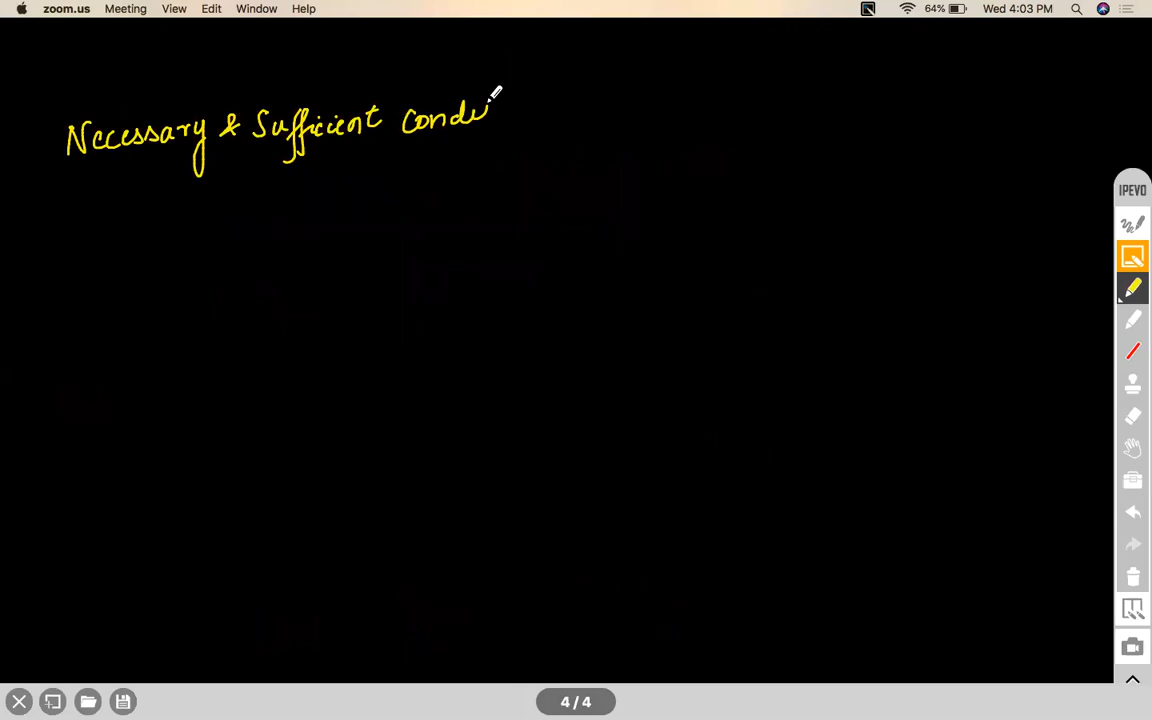 zoom.us Meeting View Edit Window Help 64% Wed 4:03 PM
Necessary & Sufficient Condi
IPEVO
4 / 4